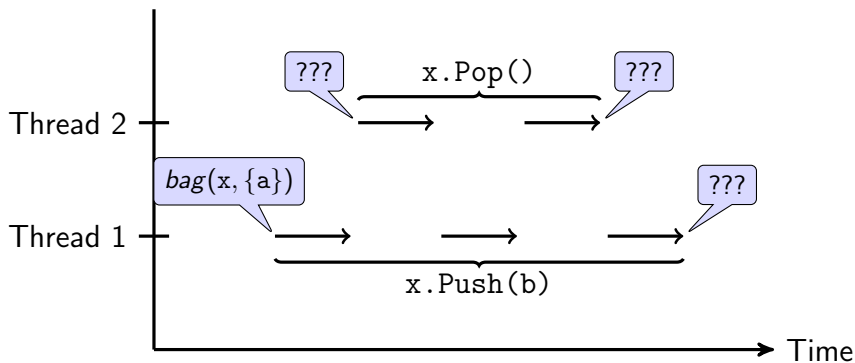 x.Pop()
???
???
Thread 2
bag(x, {a})
???
Thread 1
x.Push(b)
Time